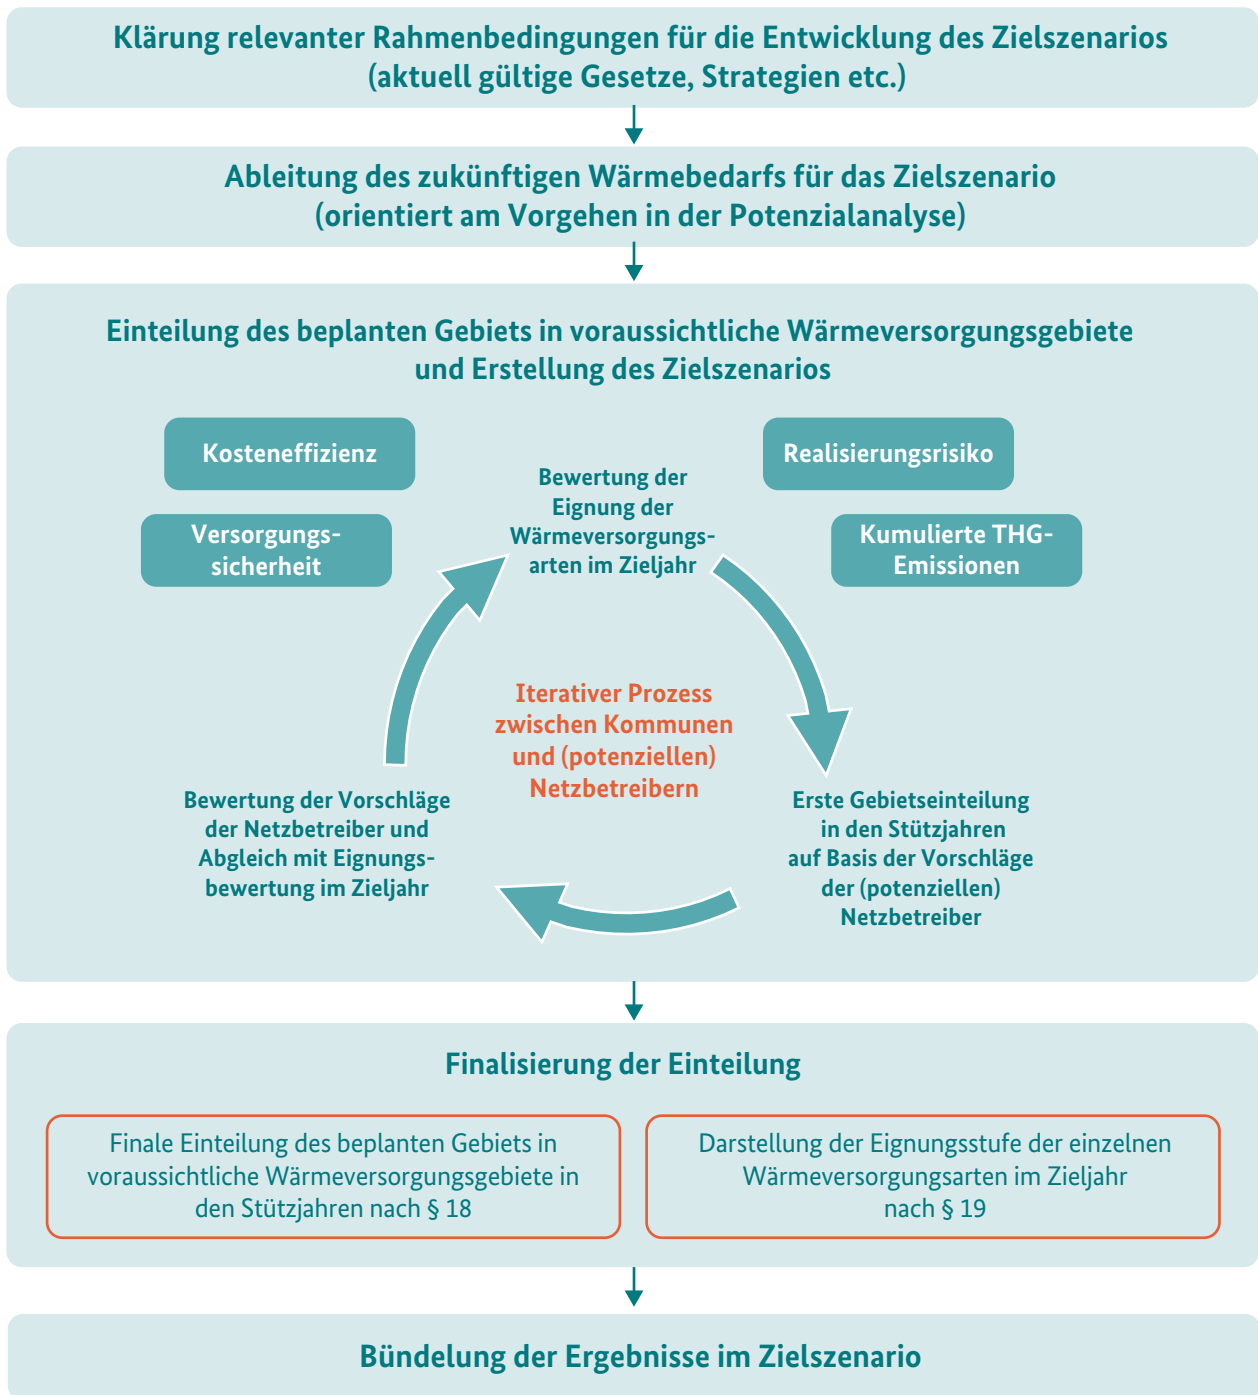 Klärung relevanter Rahmenbedingungen für die Entwicklung des Zielszenarios
(aktuell gültige Gesetze, Strategien etc.)
Ableitung des zukünftigen Wärmebedarfs für das Zielszenario
(orientiert am Vorgehen in der Potenzialanalyse)
Einteilung des beplanten Gebiets in voraussichtliche Wärmeversorgungsgebiete
und Erstellung des Zielszenarios
Kosteneffizienz
Versorgungs-
sicherheit
Bewertung der
Eignung der
Wärmeversorgungs-
arten im Zieljahr
Realisierungsrisiko
Kumulierte THG-
Emissionen
Iterativer Prozess
zwischen Kommunen
und (potenziellen)
Netzbetreibern
Bewertung der Vorschläge
der Netzbetreiber und
Abgleich mit Eignungs-
bewertung im Zieljahr
Erste Gebietseinteilung
in den Stützjahren
auf Basis der Vorschläge
der (potenziellen)
Netzbetreiber
Finalisierung der Einteilung
Finale Einteilung des beplanten Gebiets in
voraussichtliche Wärmeversorgungsgebiete in
den Stützjahren nach § 18
Darstellung der Eignungsstufe der einzelnen
Wärmeversorgungsarten im Zieljahr
nach § 19
Bündelung der Ergebnisse im Zielszenario